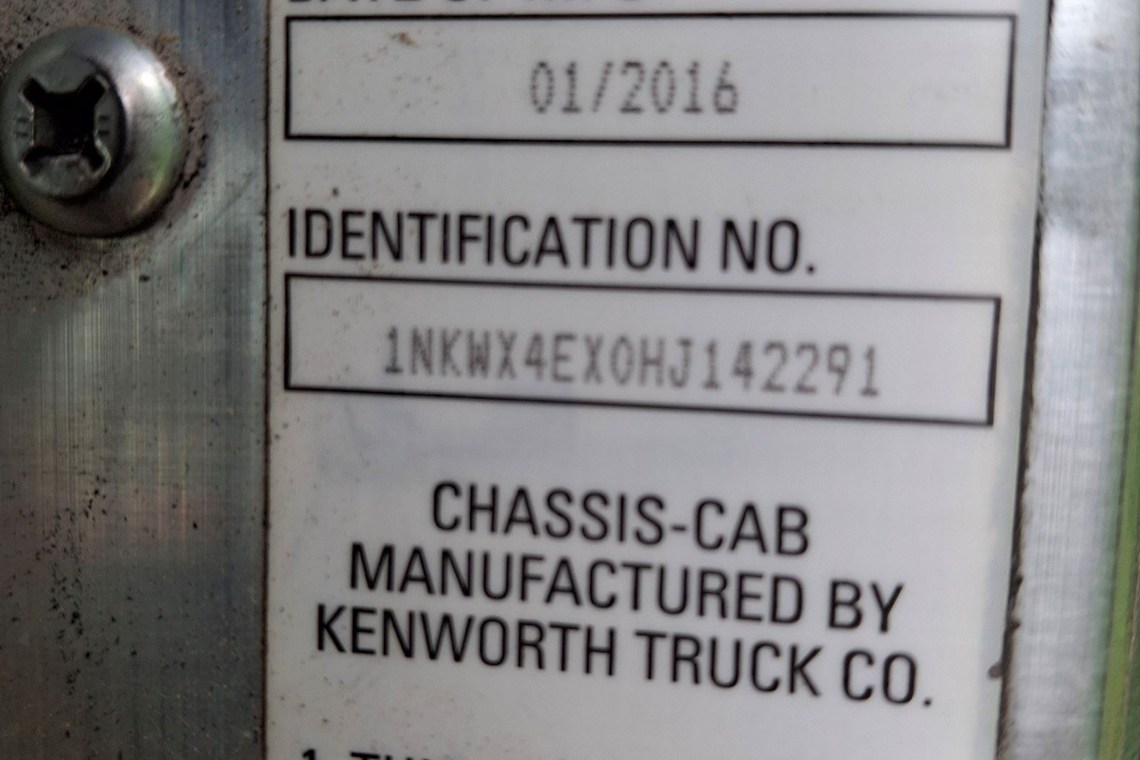 01/2016
IDENTIFICATION NO.
1NKWX4EX0HJ142291
CHASSIS-CAB
MANUFACTURED BY
KENWORTH TRUCK CO.